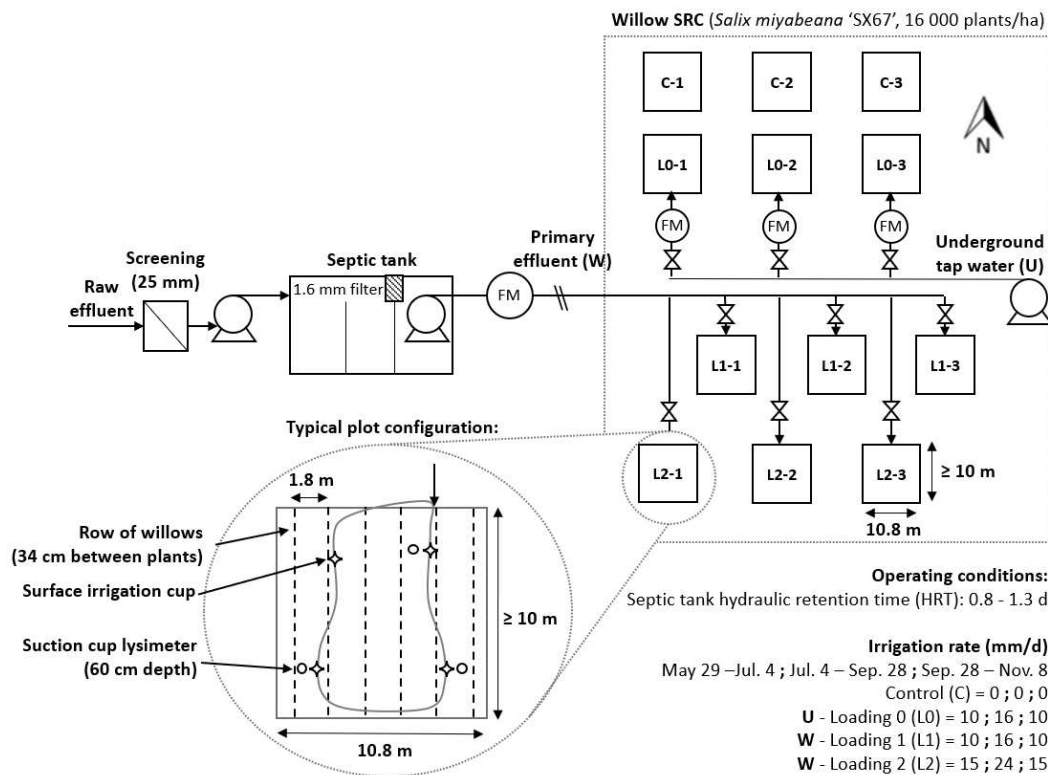 Willow SRC (Salix miyabeana ‘SX67’, 16 000 plants/ha)
C-1
C-2
C-3
N
L0-1
L0-2
L0-3
FM
FM
FM
Underground
tap water (U)
Primary
effluent (W)
Screening
(25 mm)
Septic tank
Raw
effluent
1.6 mm filter
FM
L1-1
L1-2
L1-3
L2-1
L2-2
L2-3
≥ 10 m
10.8 m
Typical plot configuration:
1.8 m
Row of willows
(34 cm between plants)
Surface irrigation cup
Suction cup lysimeter
(60 cm depth)
≥ 10 m
10.8 m
Operating conditions:
Septic tank hydraulic retention time (HRT): 0.8 - 1.3 d
Irrigation rate (mm/d)
May 29 –Jul. 4 ; Jul. 4 – Sep. 28 ; Sep. 28 – Nov. 8
Control (C) = 0 ; 0 ; 0
U - Loading 0 (L0) = 10 ; 16 ; 10
W - Loading 1 (L1) = 10 ; 16 ; 10
W - Loading 2 (L2) = 15 ; 24 ; 15